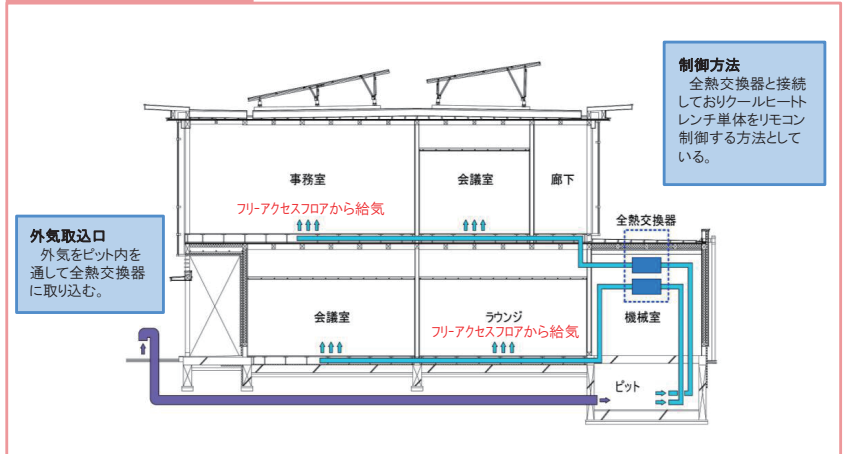 制御方法
全熱交換器と接続
しておりクールヒートト
レンチ単体をリモコン
制御する方法として
いる。
事務室
会議室
廊下
フリーアクセスフロアから給気
全熱交換器
外気取込口
外気をピット内を
通して全熱交換器
に取り込む。
会議室
ラウンジ
機械室
フリーアクセスフロアから給気
ピット